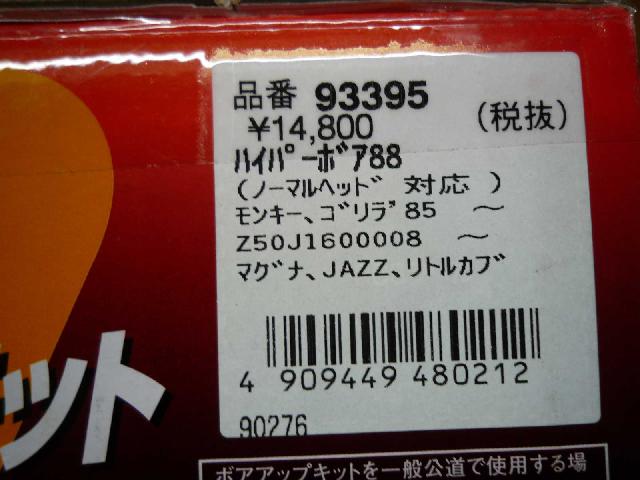 品番 93395
¥14,800 (税抜)
ﾊｲﾊﾟｰﾎﾞｱ88
(ノーマルヘッド 対応)
モンキー、ゴリラ'85 ～
Z50J1600008 ～
マグナ、JAZZ、リトルカブ
4 909449 480212
90276
ット
ボアアップキットを一般公道で使用する場